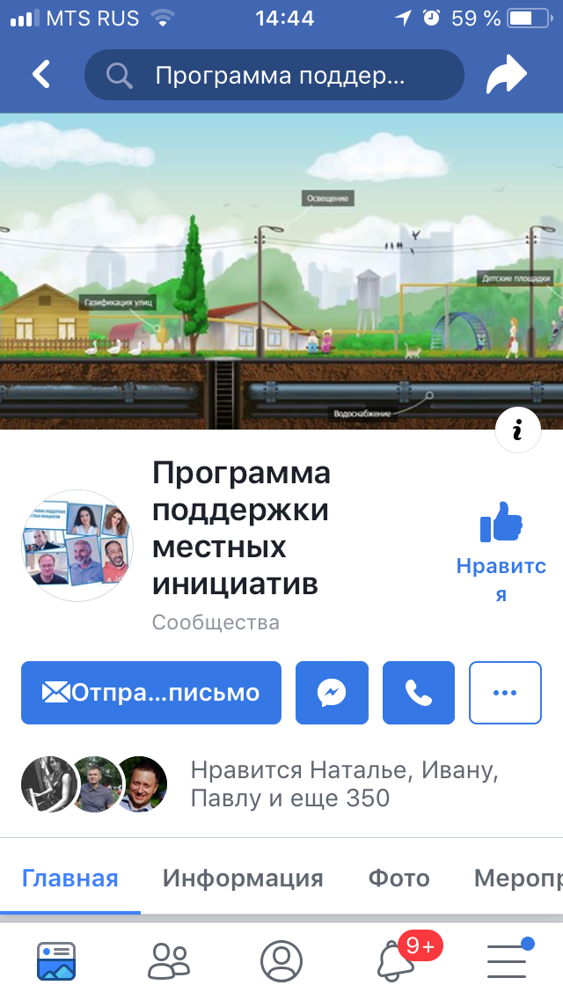 MTS RUS
14:44
59 %
Программа поддер...
Освещение
Детские площадки
Газификация улиц
Водоснабжение
Программа
поддержки
местных
инициатив
Нравитс
я
Сообщества
Отпра...письмо
Нравится Наталье, Ивану,
Павлу и еще 350
Главная
Информация
Фото
Меропр
9+